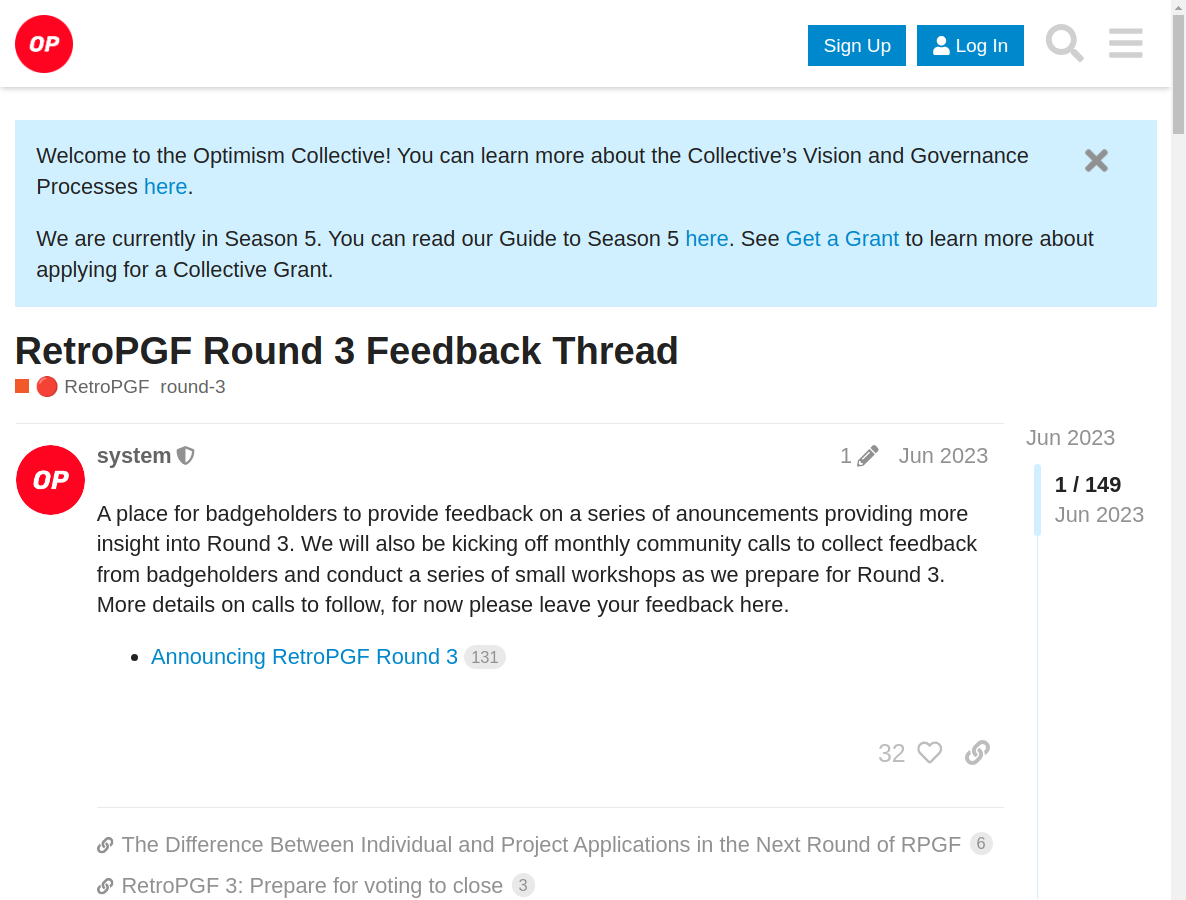 OP
Sign Up
Log In
Welcome to the Optimism Collective! You can learn more about the Collective’s Vision and Governance
Processes here.
We are currently in Season 5. You can read our Guide to Season 5 here. See Get a Grant to learn more about
applying for a Collective Grant.
RetroPGF Round 3 Feedback Thread
RetroPGF round-3
Jun 2023
OP
system
1
Jun 2023
1 / 149
Jun 2023
A place for badgeholders to provide feedback on a series of anouncements providing more
insight into Round 3. We will also be kicking off monthly community calls to collect feedback
from badgeholders and conduct a series of small workshops as we prepare for Round 3.
More details on calls to follow, for now please leave your feedback here.
Announcing RetroPGF Round 3 131
32
The Difference Between Individual and Project Applications in the Next Round of RPGF 6
RetroPGF 3: Prepare for voting to close 3